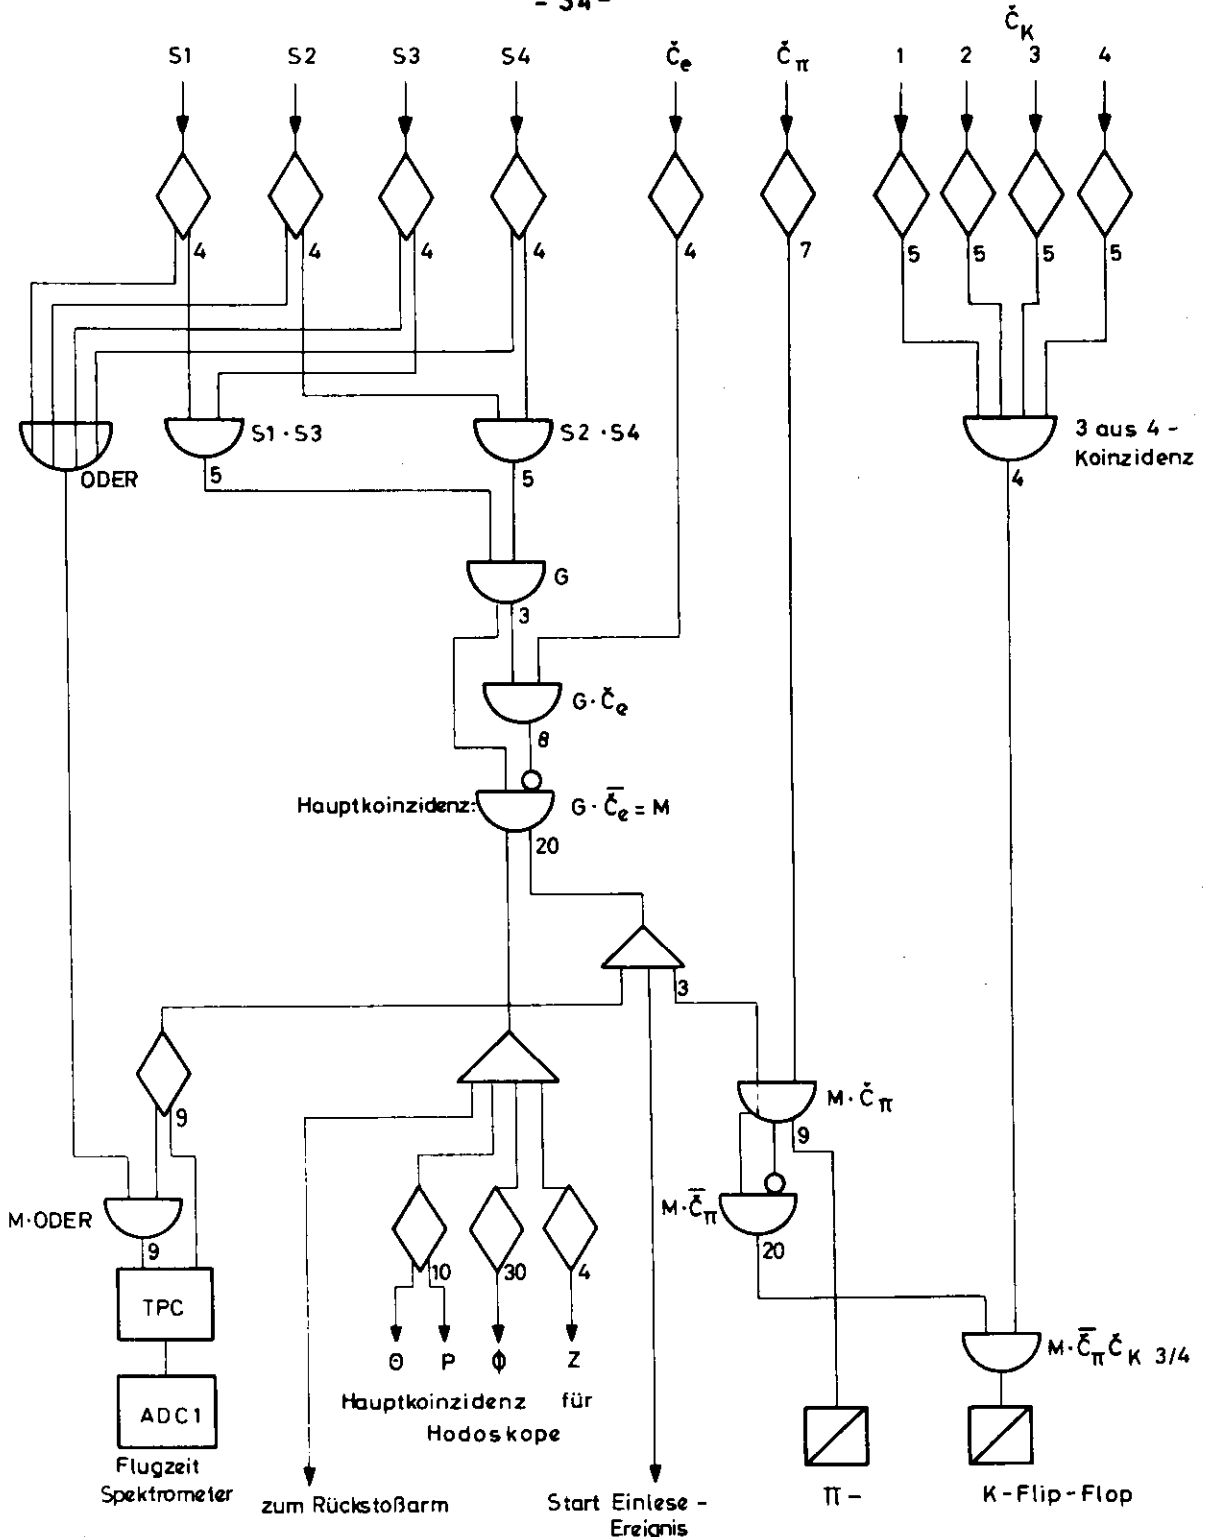 - 34 -
Č_K
S1 S2 S3 S4 Č_e Č_π 1 2 3 4
4 4 4 4 4 7 5 5 5 5
S1·S3 S2·S4 3 aus 4 -
ODER 5 5 Koinzidenz
4
G
3
G·Č_e
8
Hauptkoinzidenz: G·Č̅_e = M
20
3
M·Č_π
9 9
M·ODER M·Č̅_π
9 10 30 4 20
TPC
Θ P Φ Z M·Č̅_π Č_K 3/4
Hauptkoinzidenz für
ADC1
Hodoskope
Flugzeit
Spektrometer
zum Rückstoßarm Start Einlese - π - K-Flip-Flop
Ereignis